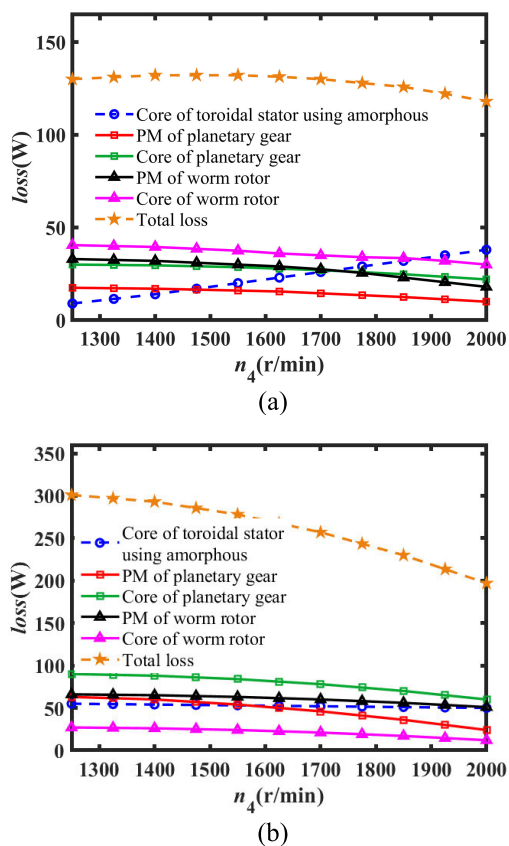 150
100
50
0
loss(W)
Core of toroidal stator using amorphous
PM of planetary gear
Core of planetary gear
PM of worm rotor
Core of worm rotor
Total loss
1300 1400 1500 1600 1700 1800 1900 2000
n4(r/min)
(a)
350
300
250
200
150
100
50
0
loss(W)
Core of toroidal stator
using amorphous
PM of planetary gear
Core of planetary gear
PM of worm rotor
Core of worm rotor
Total loss
1300 1400 1500 1600 1700 1800 1900 2000
n4(r/min)
(b)